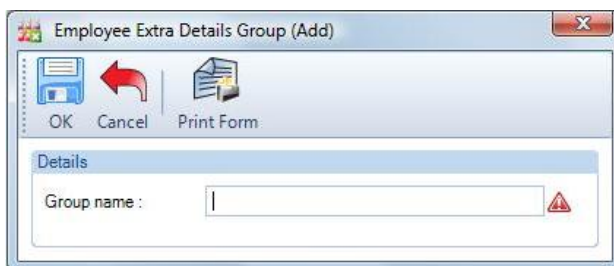 Employee Extra Details Group (Add)
OK Cancel Print Form
Details
Group name :